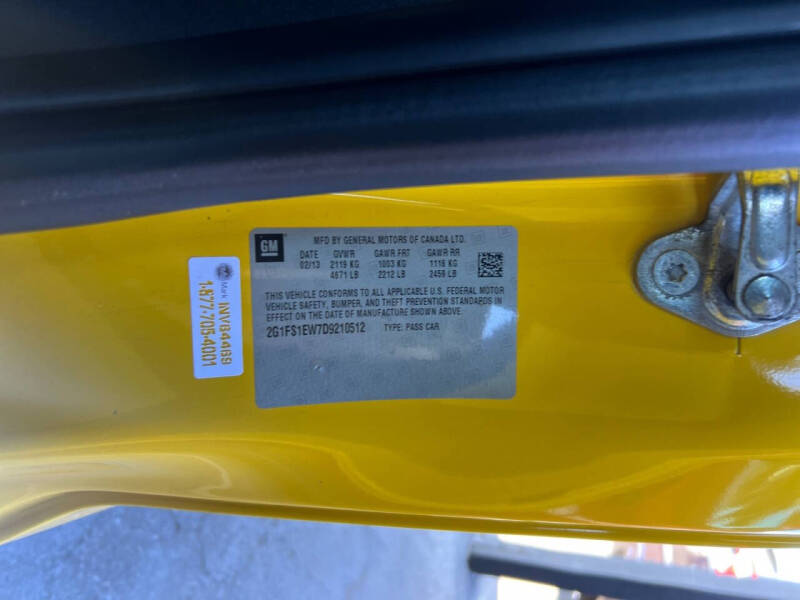 GM
MFD BY GENERAL MOTORS OF CANADA LTD.
DATE GVWR GAWR FRT GAWR RR
02/13 2119 KG 1003 KG 1116 KG
4671 LB 2212 LB 2459 LB
THIS VEHICLE CONFORMS TO ALL APPLICABLE U.S. FEDERAL MOTOR
VEHICLE SAFETY, BUMPER, AND THEFT PREVENTION STANDARDS IN
EFFECT ON THE DATE OF MANUFACTURE SHOWN ABOVE.
2G1FS1EW7D9210512 TYPE: PASS CAR
Mark INV64469
1-877-705-4001